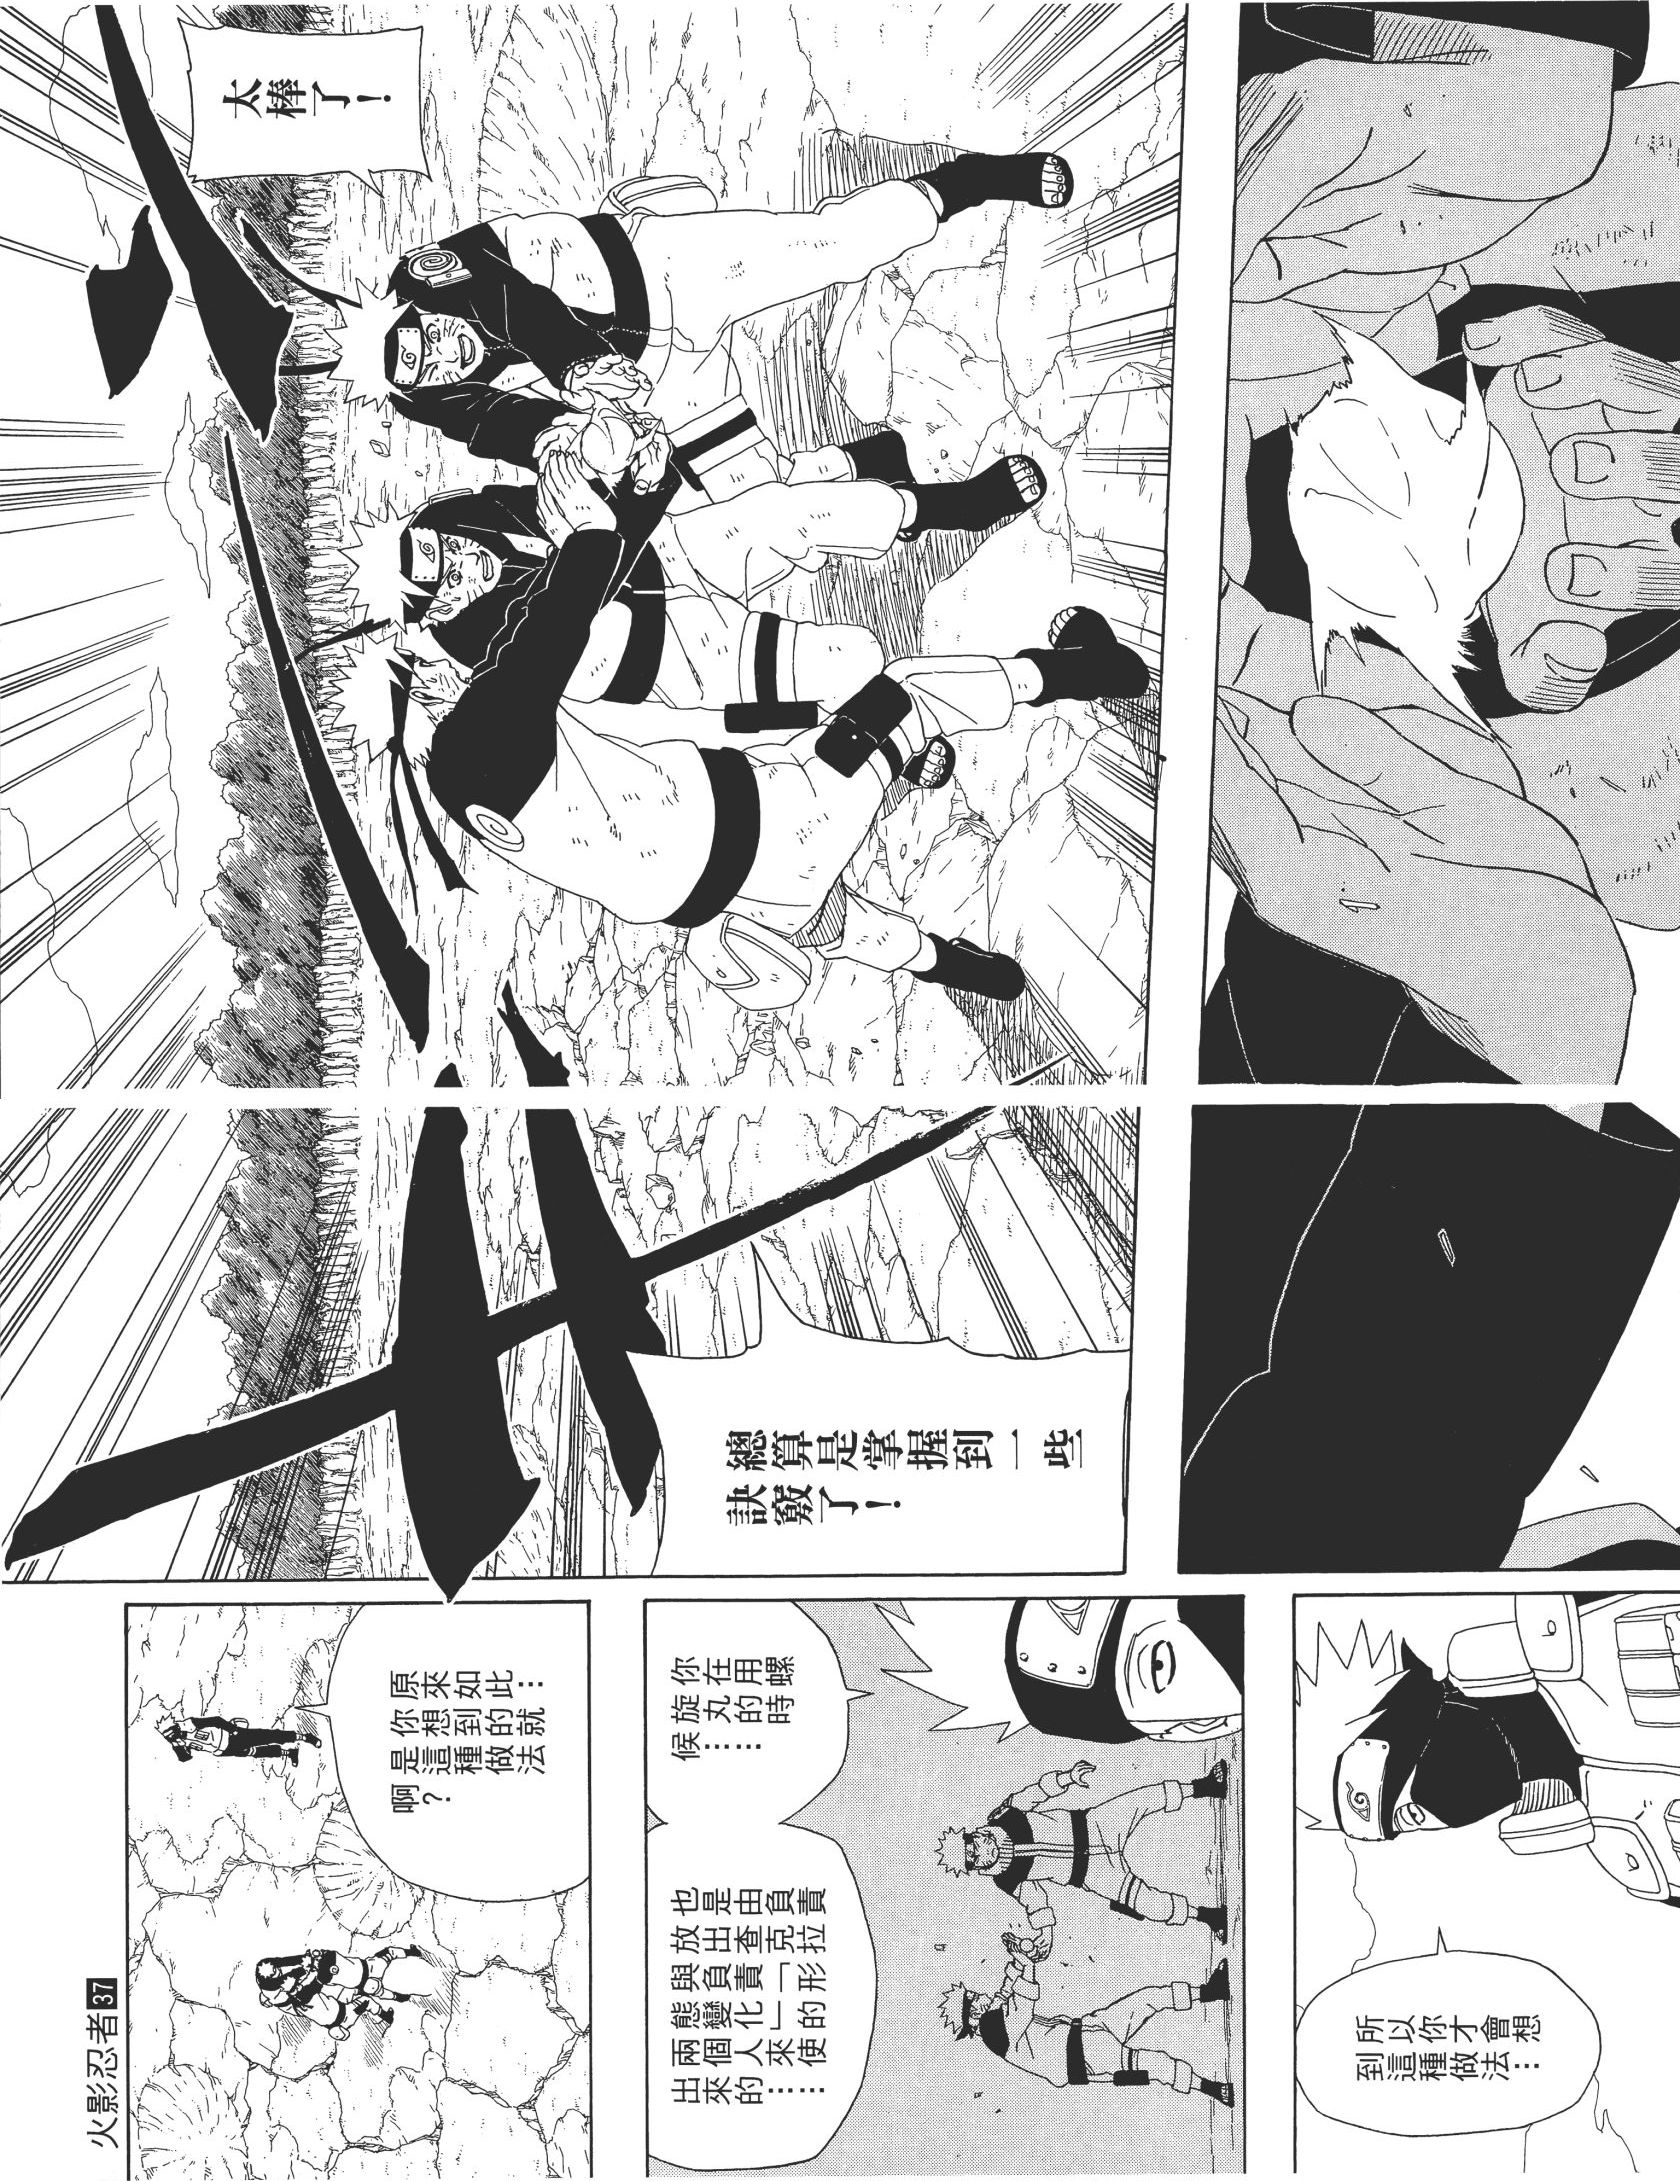 太棒了！
總算是掌握到一些
訣竅了！
原來如此…
你想到的就
是這種做法
啊？
你在用螺
旋丸的時
候……
也是由負責
放出查克拉
與負責「形
態變化」的
兩個人來使
出來的……
所以你才會想
到這種做法…
火影忍者 37